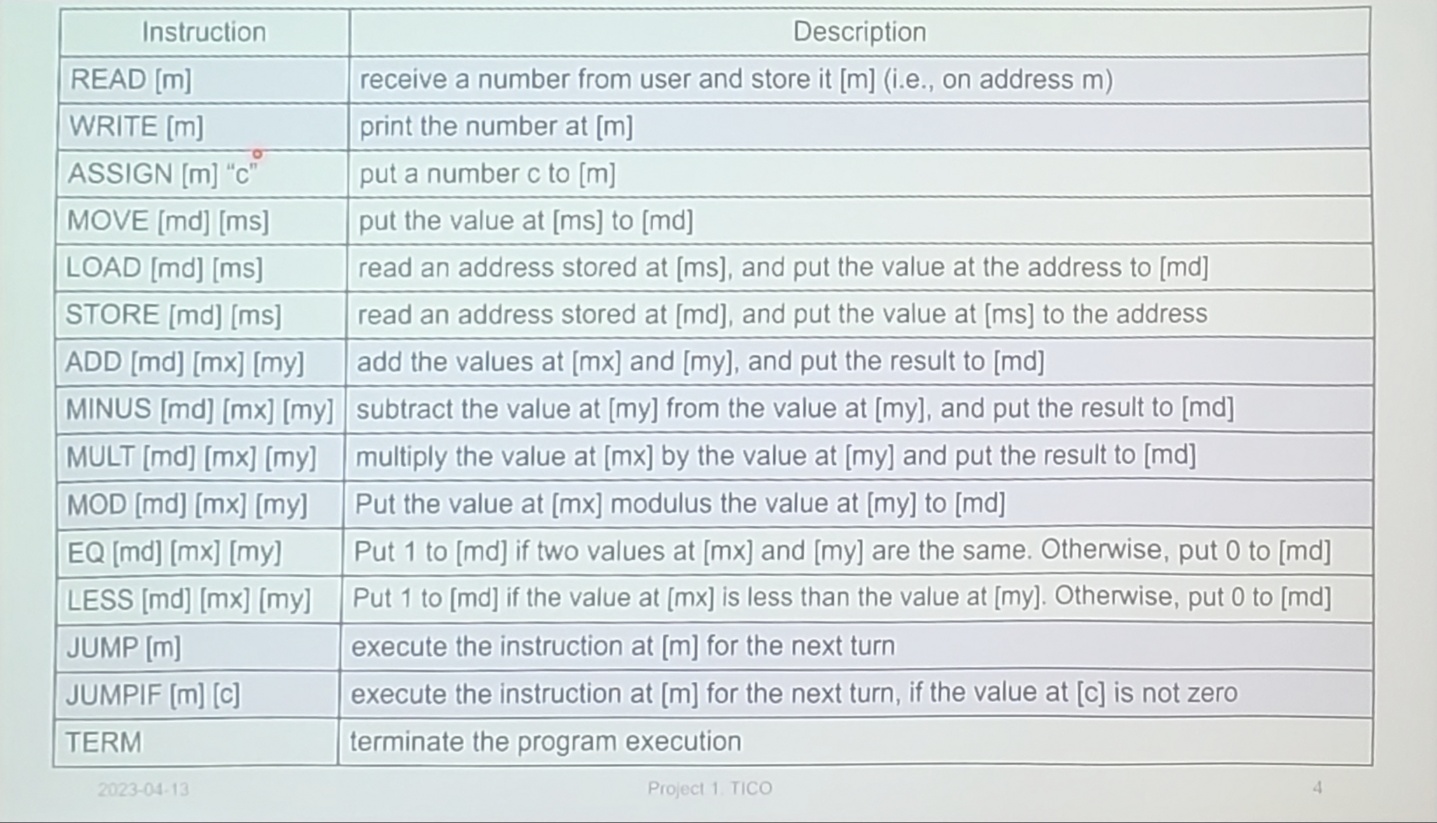 Instruction Description
READ [m] receive a number from user and store it [m] (i.e., on address m)
WRITE [m] print the number at [m]
ASSIGN [m] “c” put a number c to [m]
MOVE [md] [ms] put the value at [ms] to [md]
LOAD [md] [ms] read an address stored at [ms], and put the value at the address to [md]
STORE [md] [ms] read an address stored at [md], and put the value at [ms] to the address
ADD [md] [mx] [my] add the values at [mx] and [my], and put the result to [md]
MINUS [md] [mx] [my] subtract the value at [my] from the value at [my], and put the result to [md]
MULT [md] [mx] [my] multiply the value at [mx] by the value at [my] and put the result to [md]
MOD [md] [mx] [my] Put the value at [mx] modulus the value at [my] to [md]
EQ [md] [mx] [my] Put 1 to [md] if two values at [mx] and [my] are the same. Otherwise, put 0 to [md]
LESS [md] [mx] [my] Put 1 to [md] if the value at [mx] is less than the value at [my]. Otherwise, put 0 to [md]
JUMP [m] execute the instruction at [m] for the next turn
JUMPIF [m] [c] execute the instruction at [m] for the next turn, if the value at [c] is not zero
TERM terminate the program execution
2023-04-13 Project 1. TICO 4